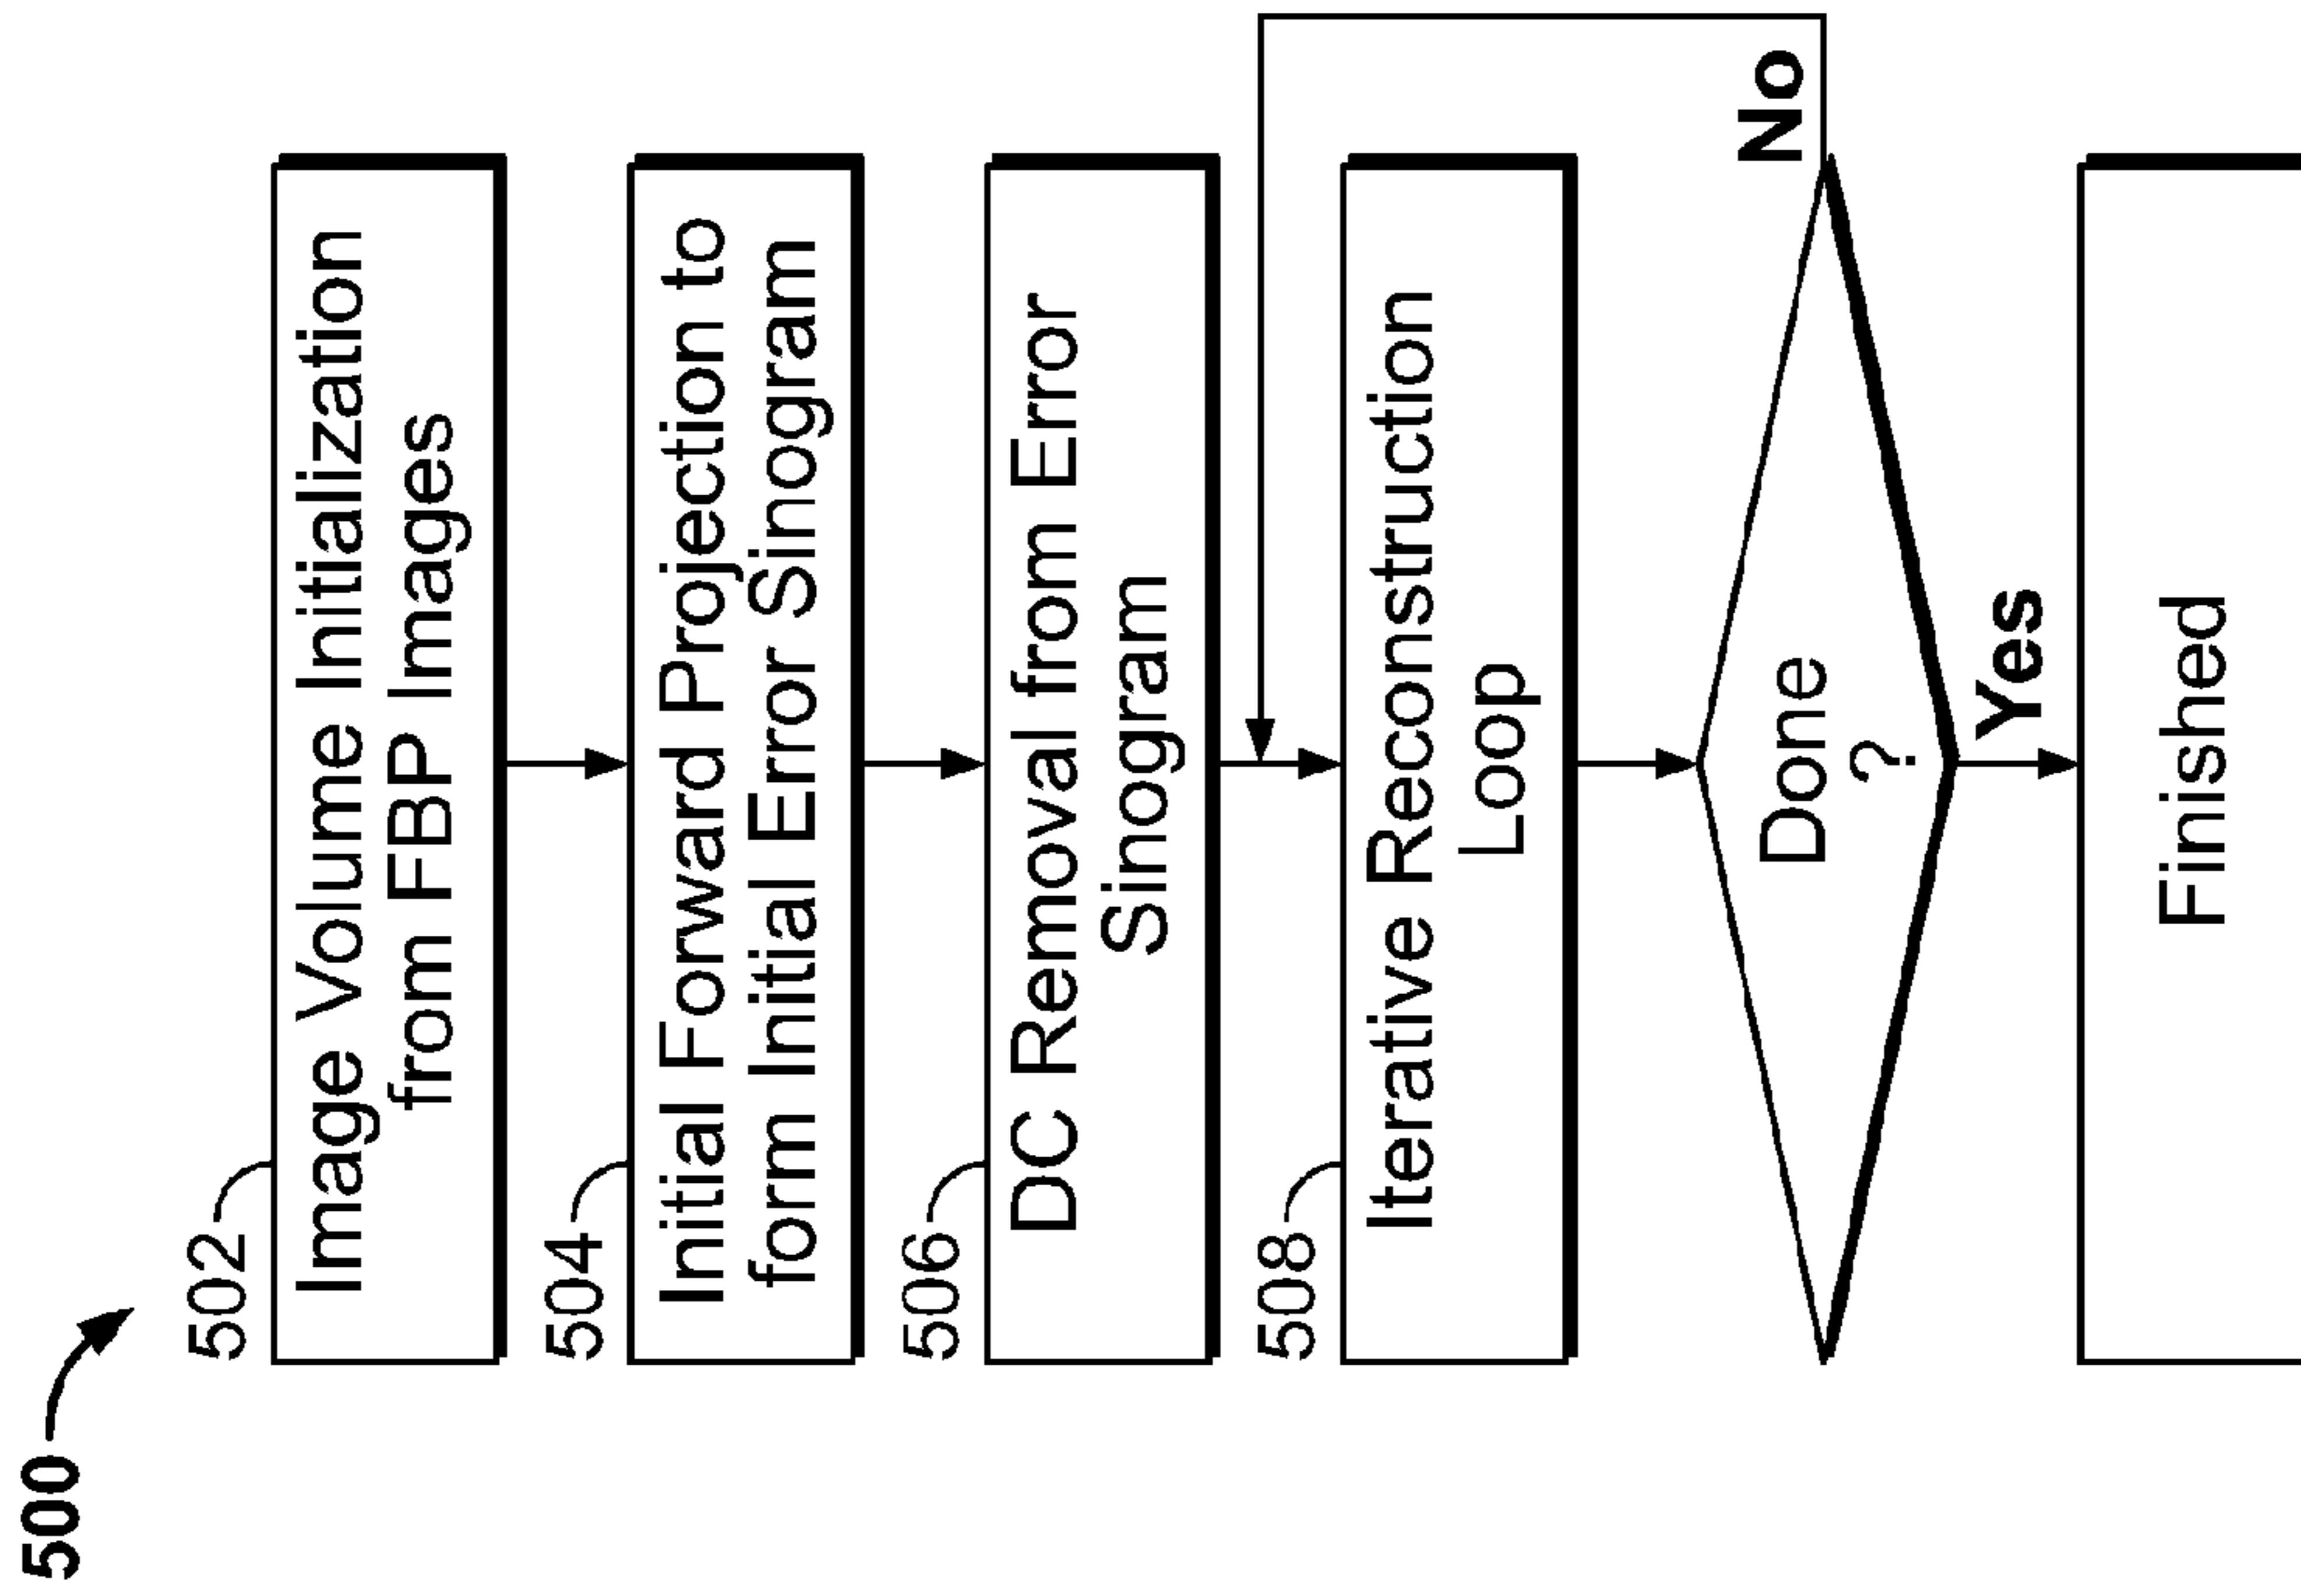 500
502
Image Volume Initialization
from FBP Images
504
Initial Forward Projection to
form Initial Error Sinogram
506
DC Removal from Error
Sinogram
508
Iterative Reconstruction
Loop
Done
?
No
Yes
Finished